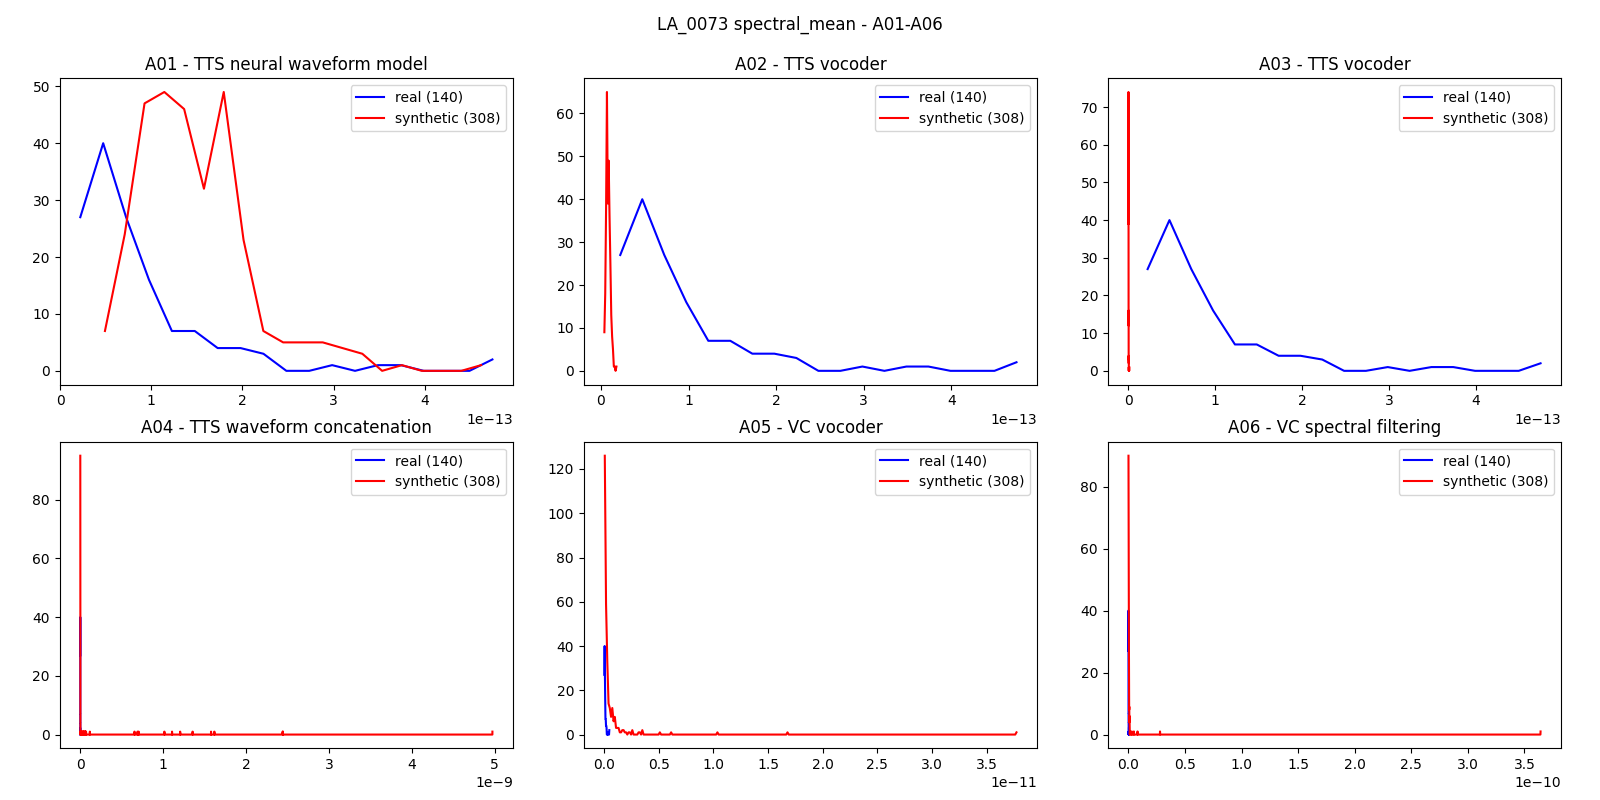 LA_0073 spectral_mean - A01-A06
A01 - TTS neural waveform model
real (140)
synthetic (308)
50
40
30
20
10
0
0 1 2 3 4
1e−13
A02 - TTS vocoder
real (140)
synthetic (308)
60
50
40
30
20
10
0
0 1 2 3 4
1e−13
A03 - TTS vocoder
real (140)
synthetic (308)
70
60
50
40
30
20
10
0
0 1 2 3 4
1e−13
A04 - TTS waveform concatenation
real (140)
synthetic (308)
80
60
40
20
0
0 1 2 3 4 5
1e−9
A05 - VC vocoder
real (140)
synthetic (308)
120
100
80
60
40
20
0
0.0 0.5 1.0 1.5 2.0 2.5 3.0 3.5
1e−11
A06 - VC spectral filtering
real (140)
synthetic (308)
80
60
40
20
0
0.0 0.5 1.0 1.5 2.0 2.5 3.0 3.5
1e−10